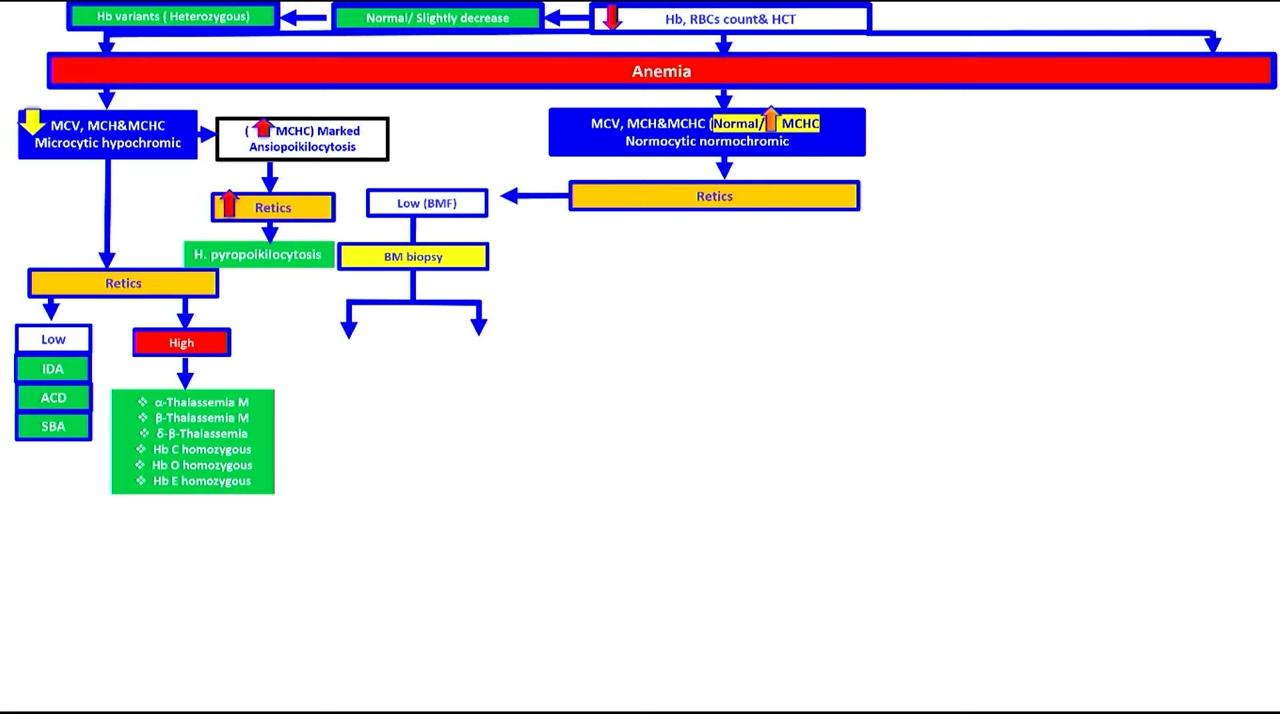 Hb variants ( Heterozygous)
Normal/ Slightly decrease
Hb, RBCs count& HCT
Anemia
MCV, MCH&MCHC
Microcytic hypochromic
( MCHC) Marked
Ansiopoikilocytosis
MCV, MCH&MCHC (Normal/ MCHC
Normocytic normochromic
Retics
H. pyropoikilocytosis
Low (BMF)
BM biopsy
Retics
Retics
Low
IDA
ACD
SBA
High
❖ α-Thalassemia M
❖ β-Thalassemia M
❖ δ-β-Thalassemia
❖ Hb C homozygous
❖ Hb O homozygous
❖ Hb E homozygous